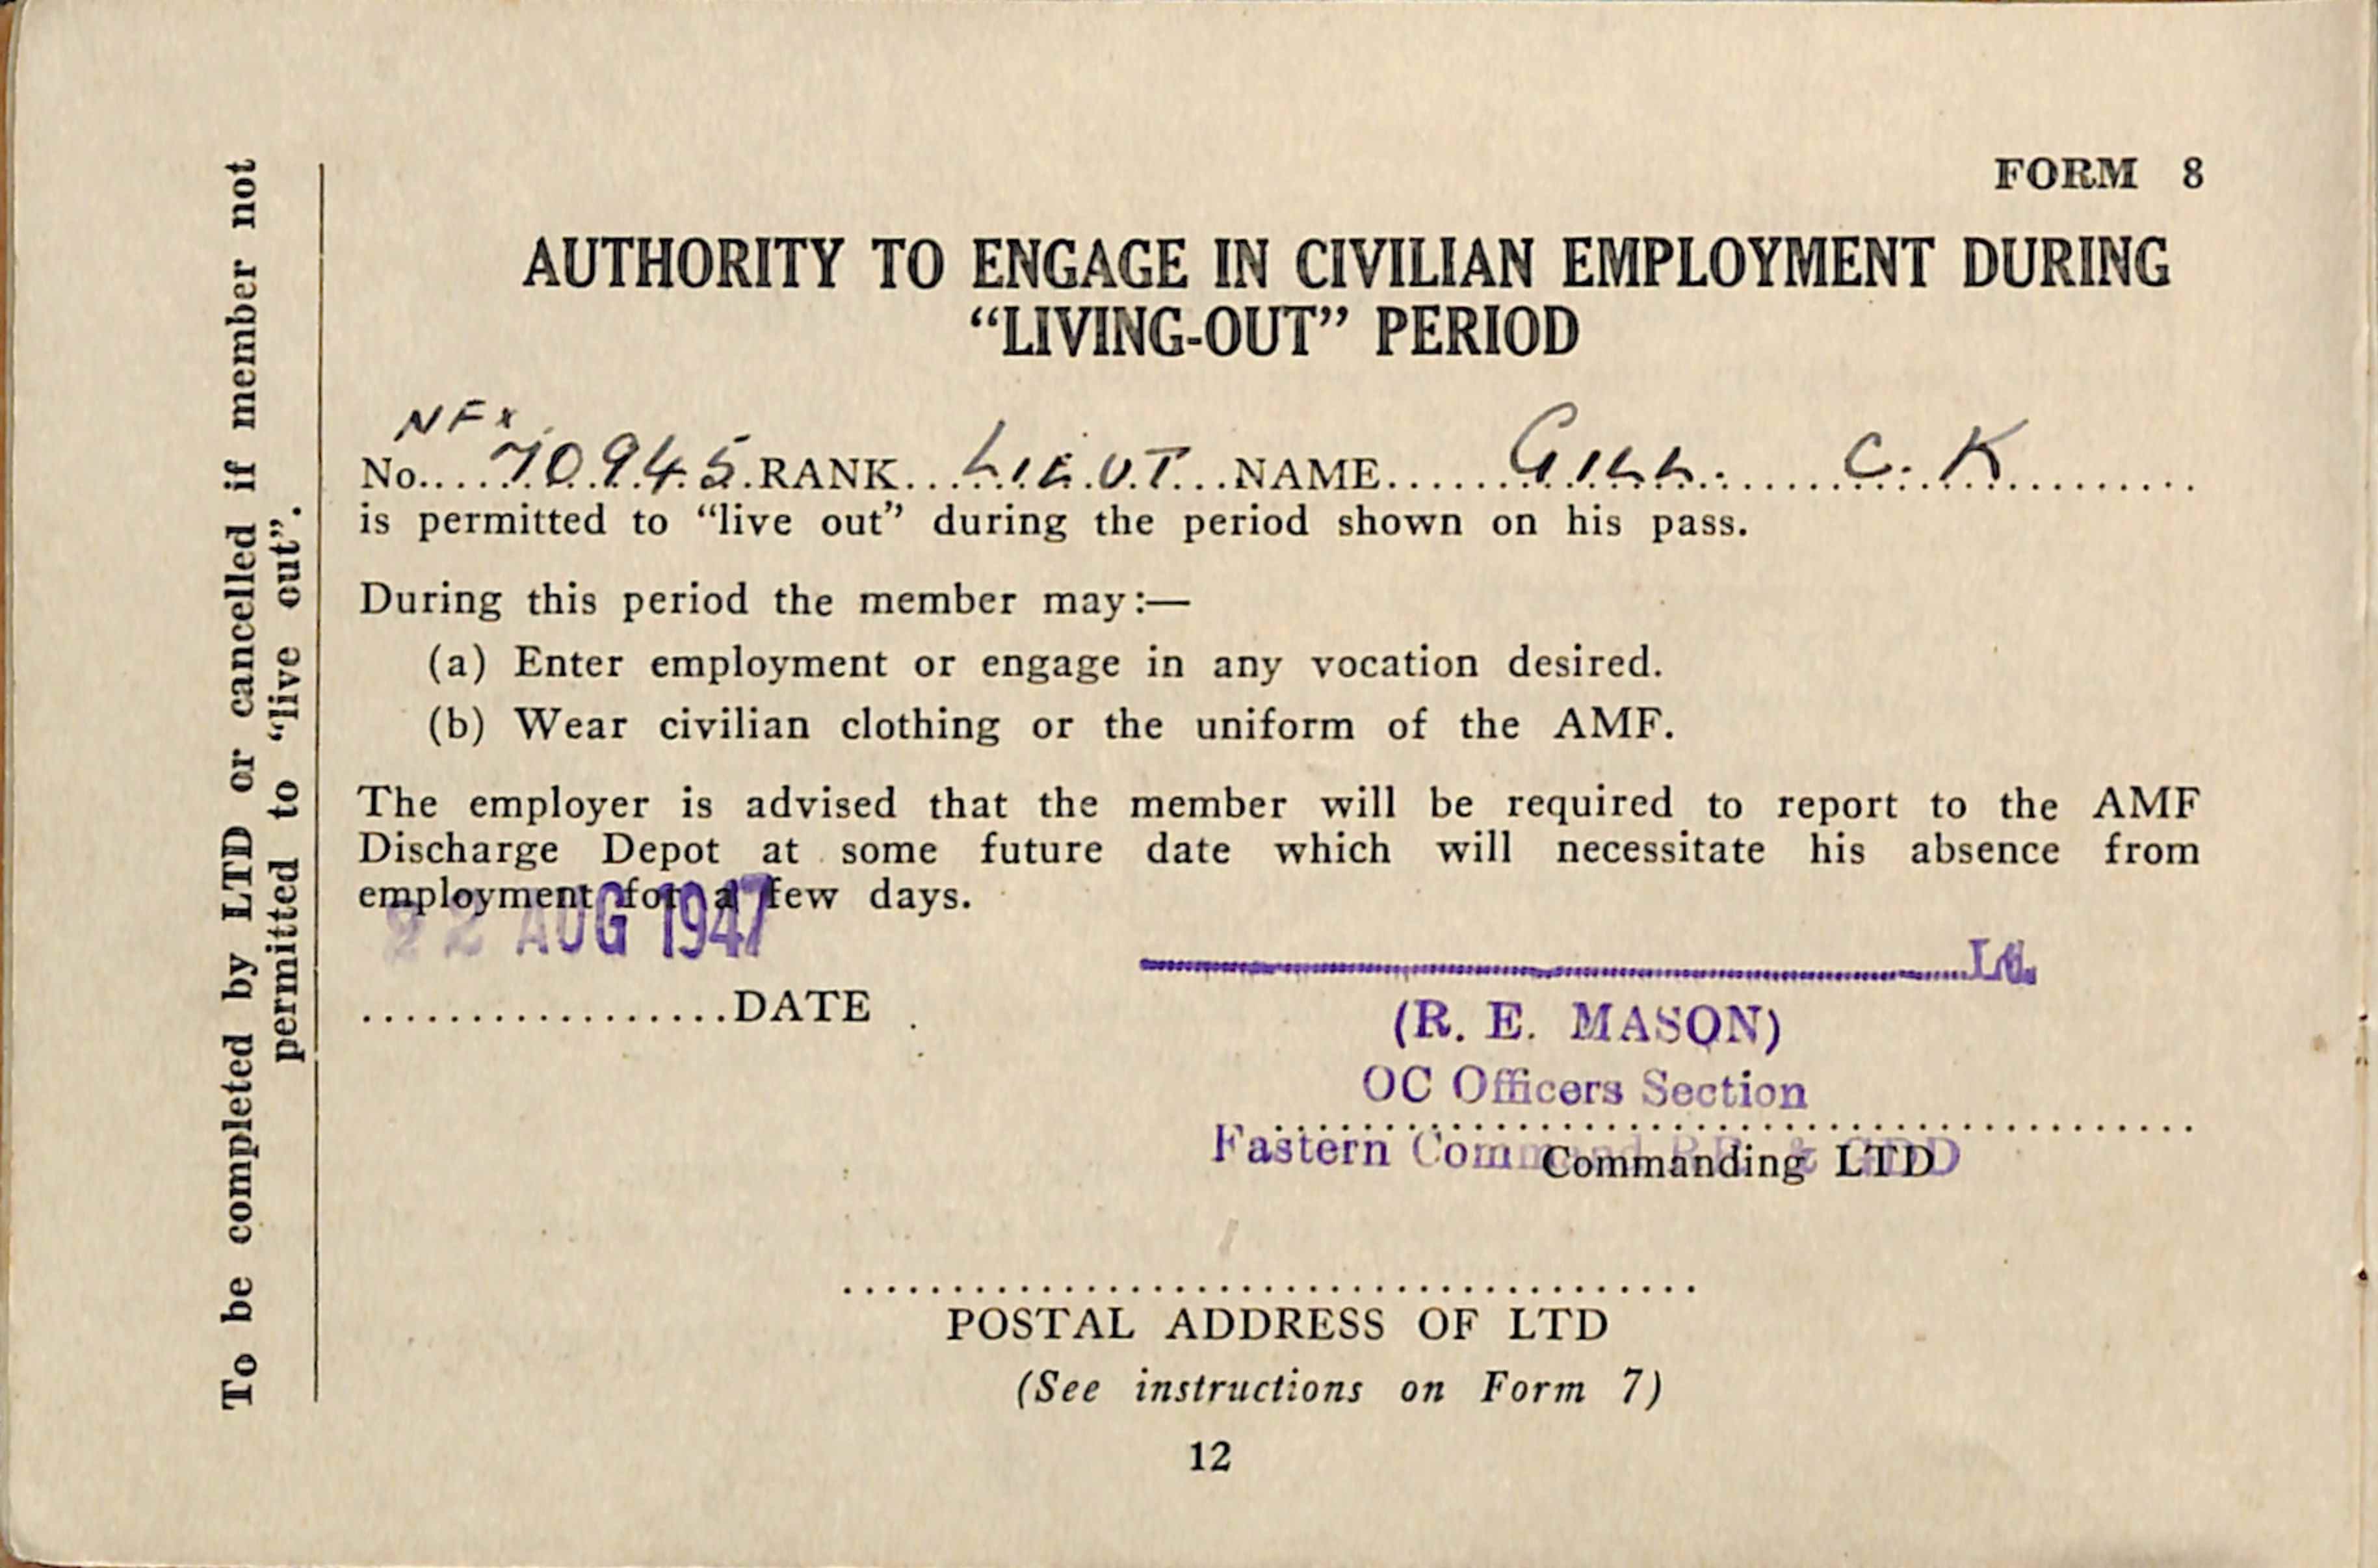 To be completed by LTD or cancelled if member not
permitted to “live out”.
FORM 8
AUTHORITY TO ENGAGE IN CIVILIAN EMPLOYMENT DURING
“LIVING-OUT” PERIOD
NFX
No.....70945.RANK...LIEUT...NAME......GILL.....C.K.........
is permitted to “live out” during the period shown on his pass.
During this period the member may:—
(a) Enter employment or engage in any vocation desired.
(b) Wear civilian clothing or the uniform of the AMF.
The employer is advised that the member will be required to report to the AMF
Discharge Depot at some future date which will necessitate his absence from
employment for a few days.
22 AUG 1947
..................DATE
Lt.
(R. E. MASON)
OC Officers Section
Eastern Command &
Commanding LTD
POSTAL ADDRESS OF LTD
(See instructions on Form 7)
12